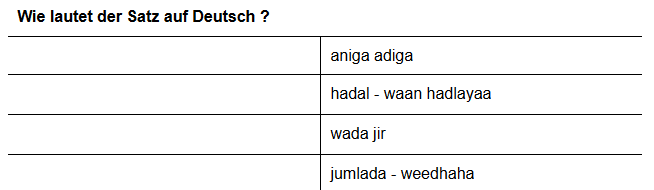 Wie lautet der Satz auf Deutsch ?
aniga adiga
hadal - waan hadlayaa
wada jir
jumlada - weedhaha